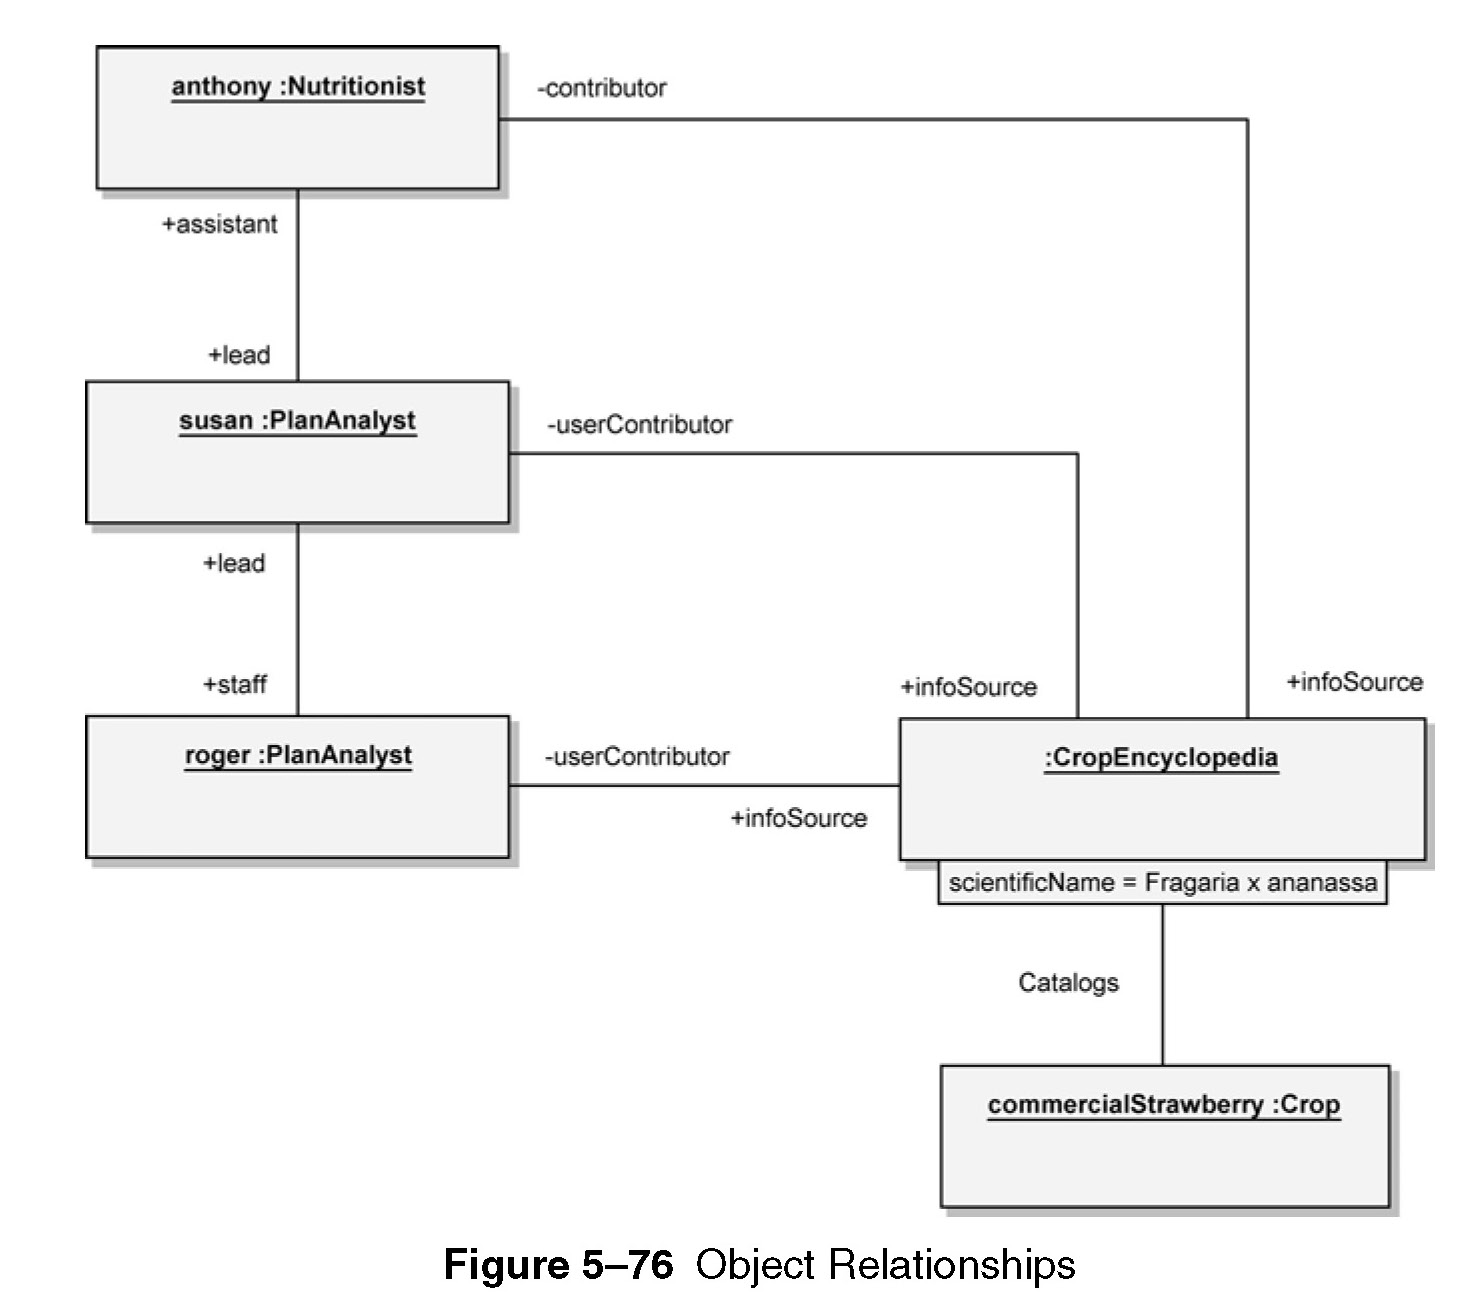 anthony :Nutritionist
-contributor
+assistant
+lead
susan :PlanAnalyst
-userContributor
+lead
+staff
+infoSource
+infoSource
roger :PlanAnalyst
-userContributor
+infoSource
:CropEncyclopedia
scientificName = Fragaria x ananassa
Catalogs
commercialStrawberry :Crop
Figure 5–76 Object Relationships